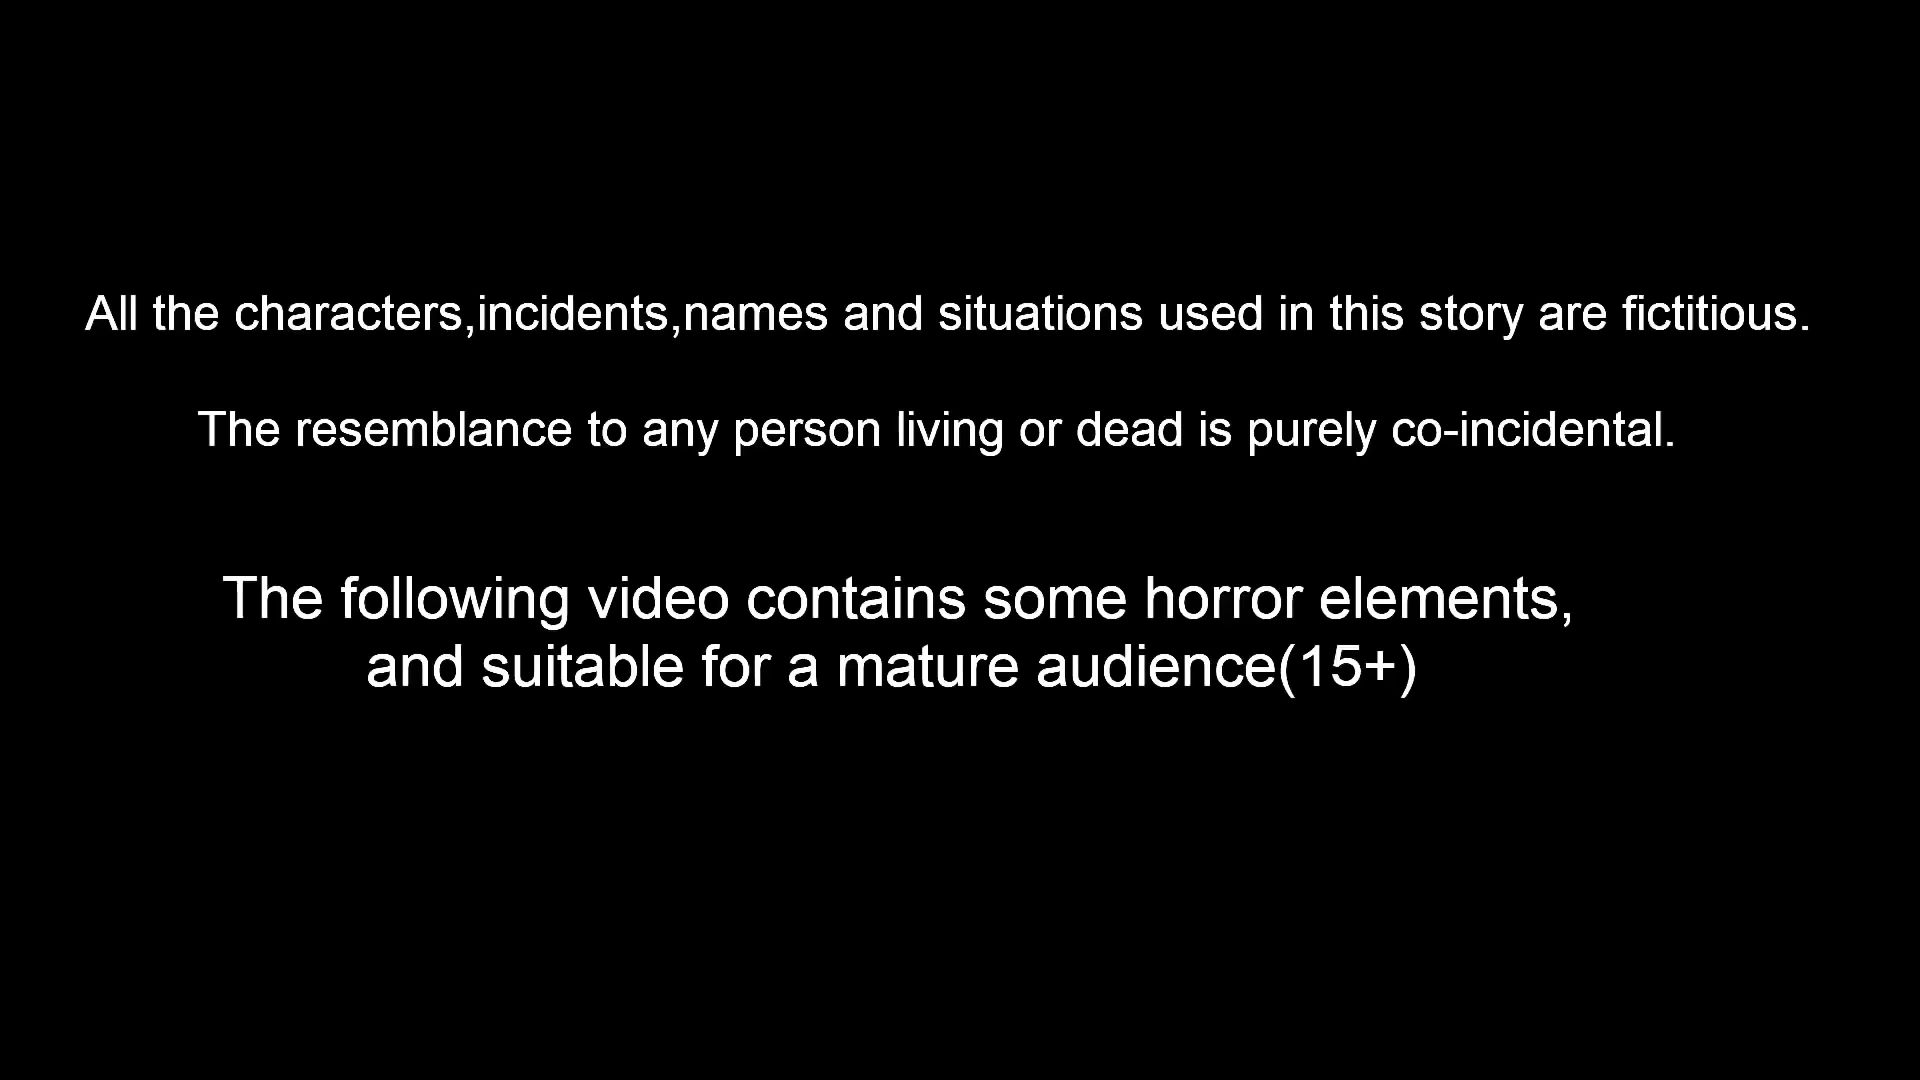 All the characters,incidents,names and situations used in this story are fictitious.
The resemblance to any person living or dead is purely co-incidental.
The following video contains some horror elements,
and suitable for a mature audience(15+)